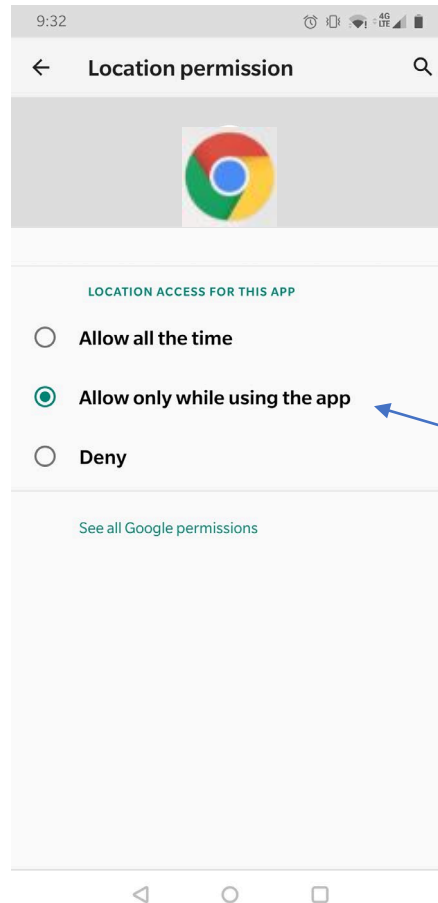 9:32
4G
LTE
Location permission
LOCATION ACCESS FOR THIS APP
Allow all the time
Allow only while using the app
Deny
See all Google permissions